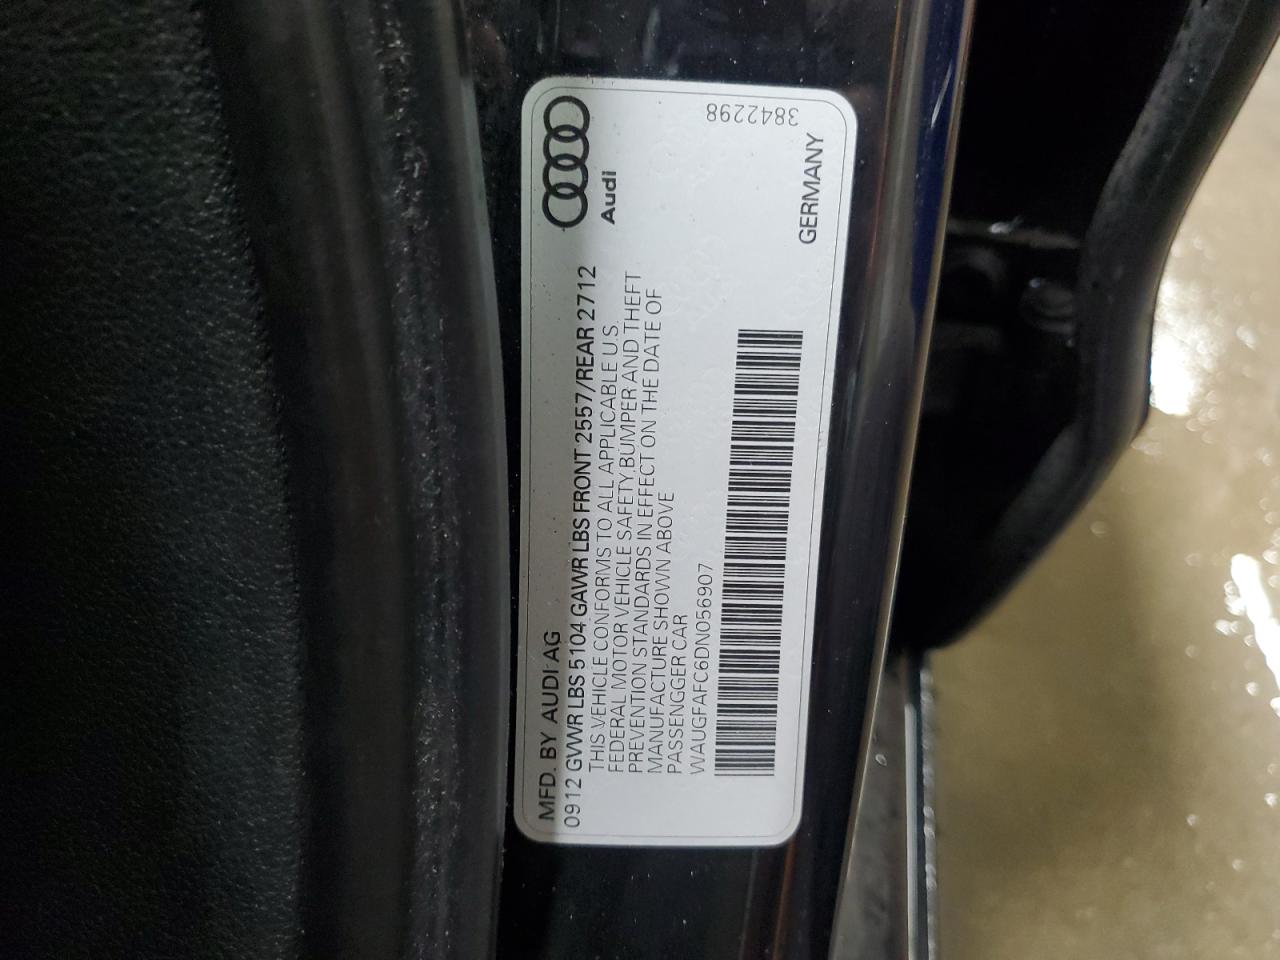 MFD. BY AUDI AG
0912 GVWR LBS 5104 GAWR LBS FRONT 2557/REAR 2712
THIS VEHICLE CONFORMS TO ALL APPLICABLE U.S.
FEDERAL MOTOR VEHICLE SAFETY, BUMPER AND THEFT
PREVENTION STANDARDS IN EFFECT ON THE DATE OF
MANUFACTURE SHOWN ABOVE
PASSENGGER CAR
WAUGFAFC6DN056907
Audi
GERMANY
3842298